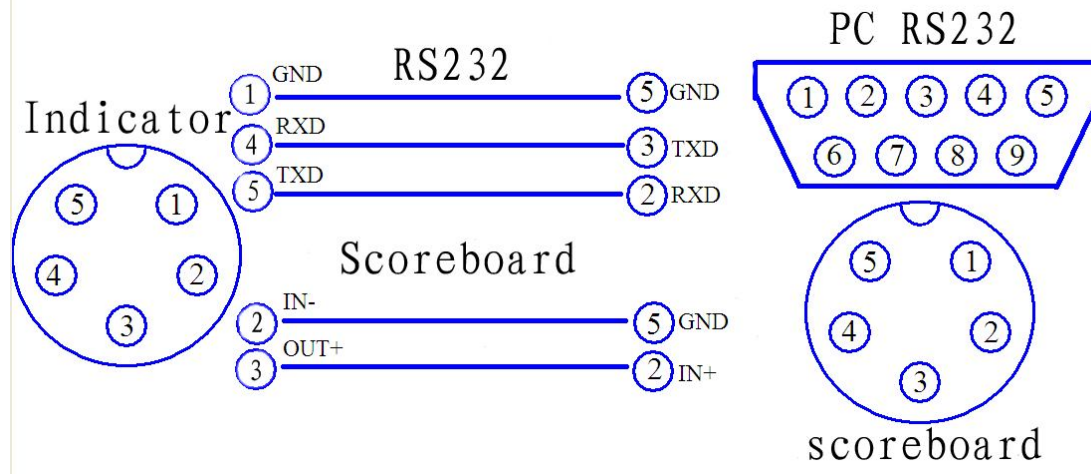 PC RS232
RS232
GND
1
5 GND
Indicator
RXD
4
3 TXD
TXD
5
2 RXD
1 2 3 4 5
6 7 8 9
5 1
4 2
3
Scoreboard
IN-
2
5 GND
OUT+
3
2 IN+
5 1
4 2
3
scoreboard